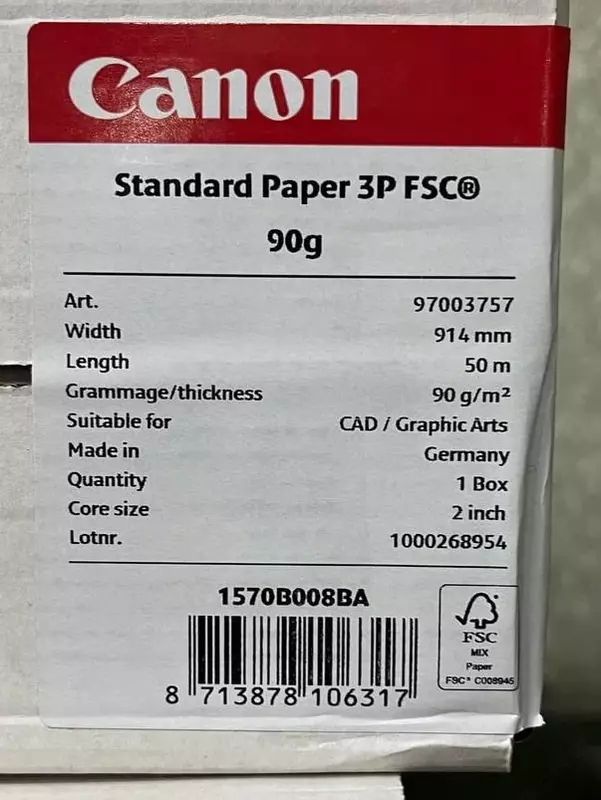 Canon
Standard Paper 3P FSC®
90g
Art. 97003757
Width 914 mm
Length 50 m
Grammage/thickness 90 g/m²
Suitable for CAD / Graphic Arts
Made in Germany
Quantity 1 Box
Core size 2 inch
Lotnr. 1000268954
1570B008BA
8 713878 106317
FSC
MIX
Paper
FSC® C008945